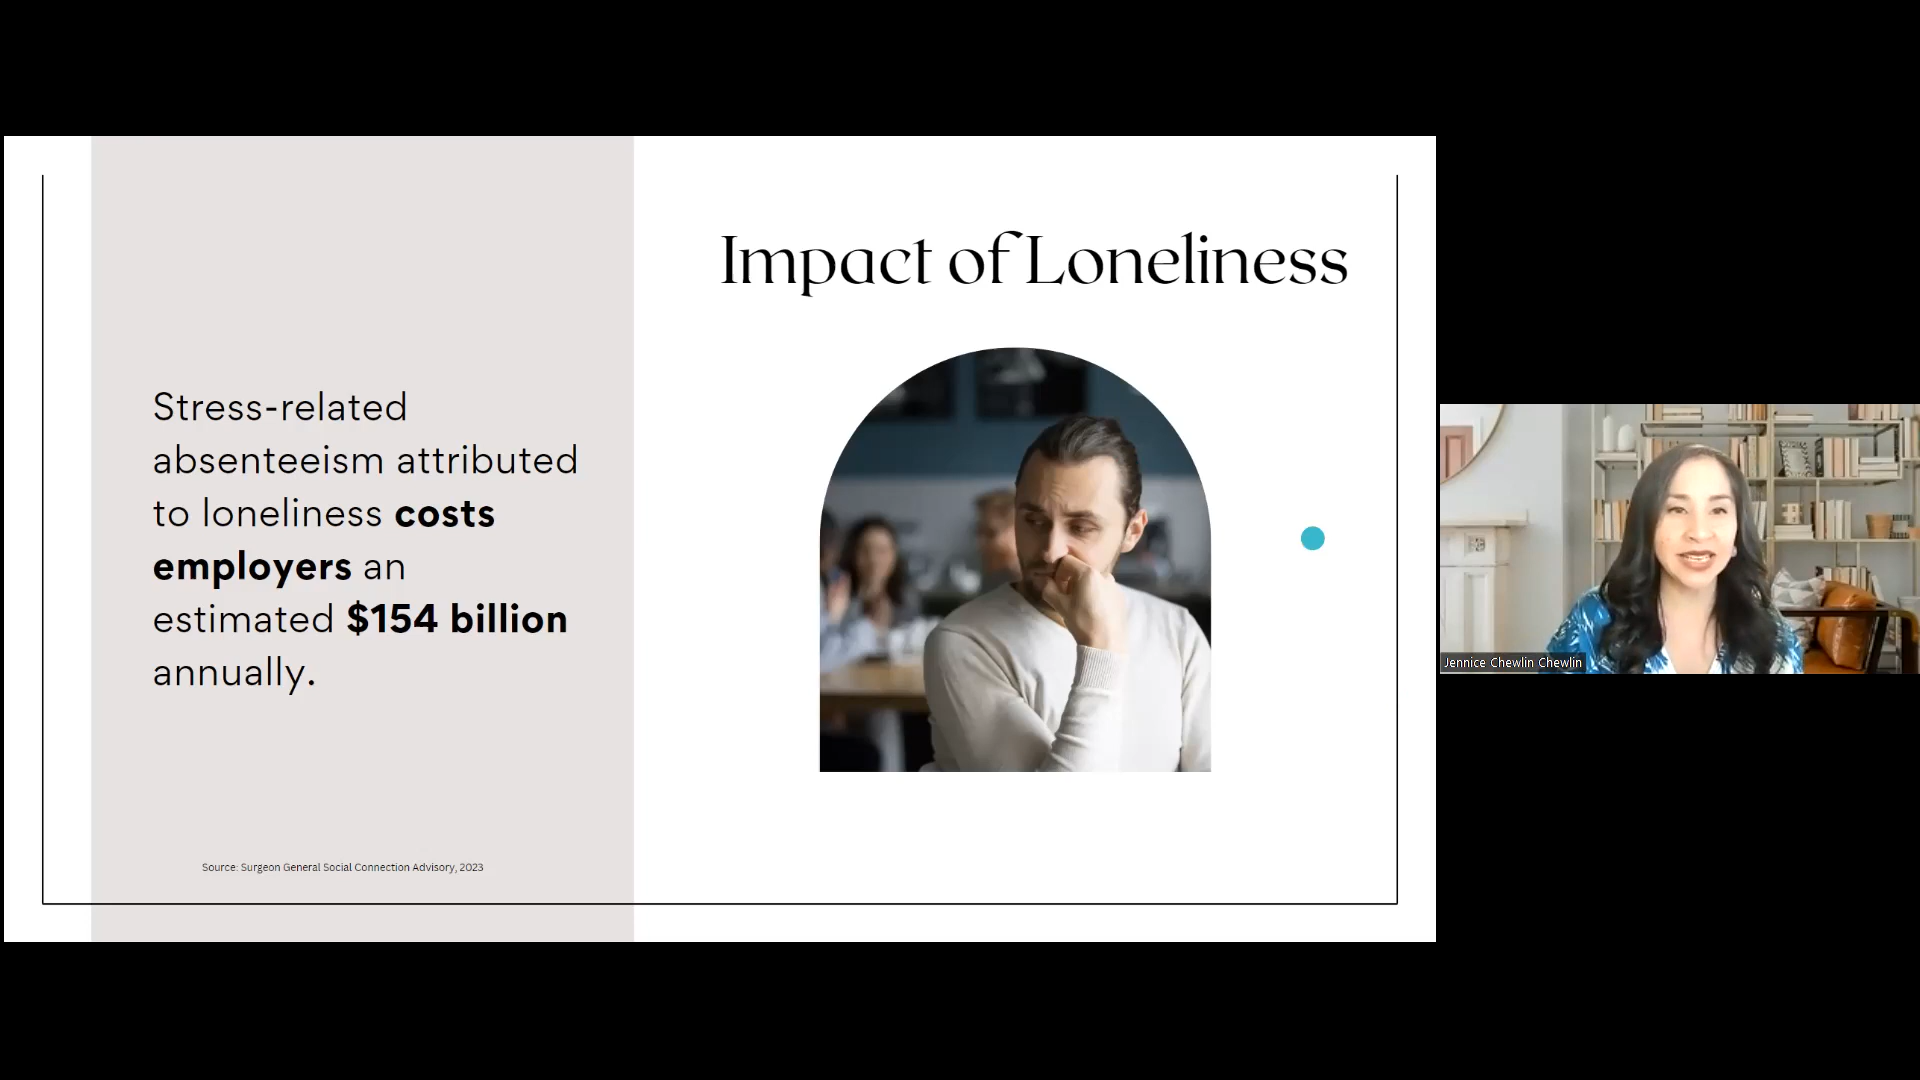 Impact of Loneliness
Stress-related
absenteeism attributed
to loneliness costs
employers an
estimated $154 billion
annually.
Source: Surgeon General Social Connection Advisory, 2023
Jennice Chewlin Chewlin